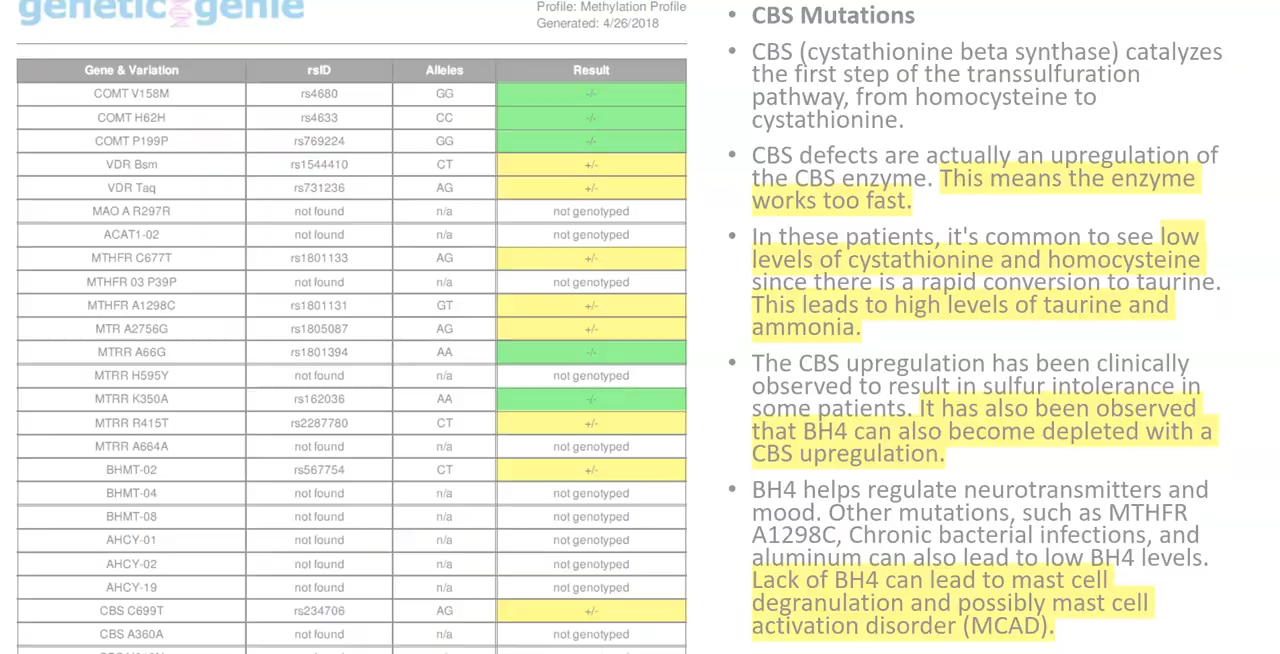 genetic genie
Profile: Methylation Profile
Generated: 4/26/2018
Gene & Variation rsID Alleles Result
COMT V158M rs4680 GG -/-
COMT H62H rs4633 CC -/-
COMT P199P rs769224 GG -/-
VDR Bsm rs1544410 CT +/-
VDR Taq rs731236 AG +/-
MAO A R297R not found n/a not genotyped
ACAT1-02 not found n/a not genotyped
MTHFR C677T rs1801133 AG +/-
MTHFR 03 P39P not found n/a not genotyped
MTHFR A1298C rs1801131 GT +/-
MTR A2756G rs1805087 AG +/-
MTRR A66G rs1801394 AA -/-
MTRR H595Y not found n/a not genotyped
MTRR K350A rs162036 AA -/-
MTRR R415T rs2287780 CT +/-
MTRR A664A not found n/a not genotyped
BHMT-02 rs567754 CT +/-
BHMT-04 not found n/a not genotyped
BHMT-08 not found n/a not genotyped
AHCY-01 not found n/a not genotyped
AHCY-02 not found n/a not genotyped
AHCY-19 not found n/a not genotyped
CBS C699T rs234706 AG +/-
CBS A360A not found n/a not genotyped
• CBS Mutations
• CBS (cystathionine beta synthase) catalyzes
the first step of the transsulfuration
pathway, from homocysteine to
cystathionine.
• CBS defects are actually an upregulation of
the CBS enzyme. This means the enzyme
works too fast.
• In these patients, it's common to see low
levels of cystathionine and homocysteine
since there is a rapid conversion to taurine.
This leads to high levels of taurine and
ammonia.
• The CBS upregulation has been clinically
observed to result in sulfur intolerance in
some patients. It has also been observed
that BH4 can also become depleted with a
CBS upregulation.
• BH4 helps regulate neurotransmitters and
mood. Other mutations, such as MTHFR
A1298C, Chronic bacterial infections, and
aluminum can also lead to low BH4 levels.
Lack of BH4 can lead to mast cell
degranulation and possibly mast cell
activation disorder (MCAD).